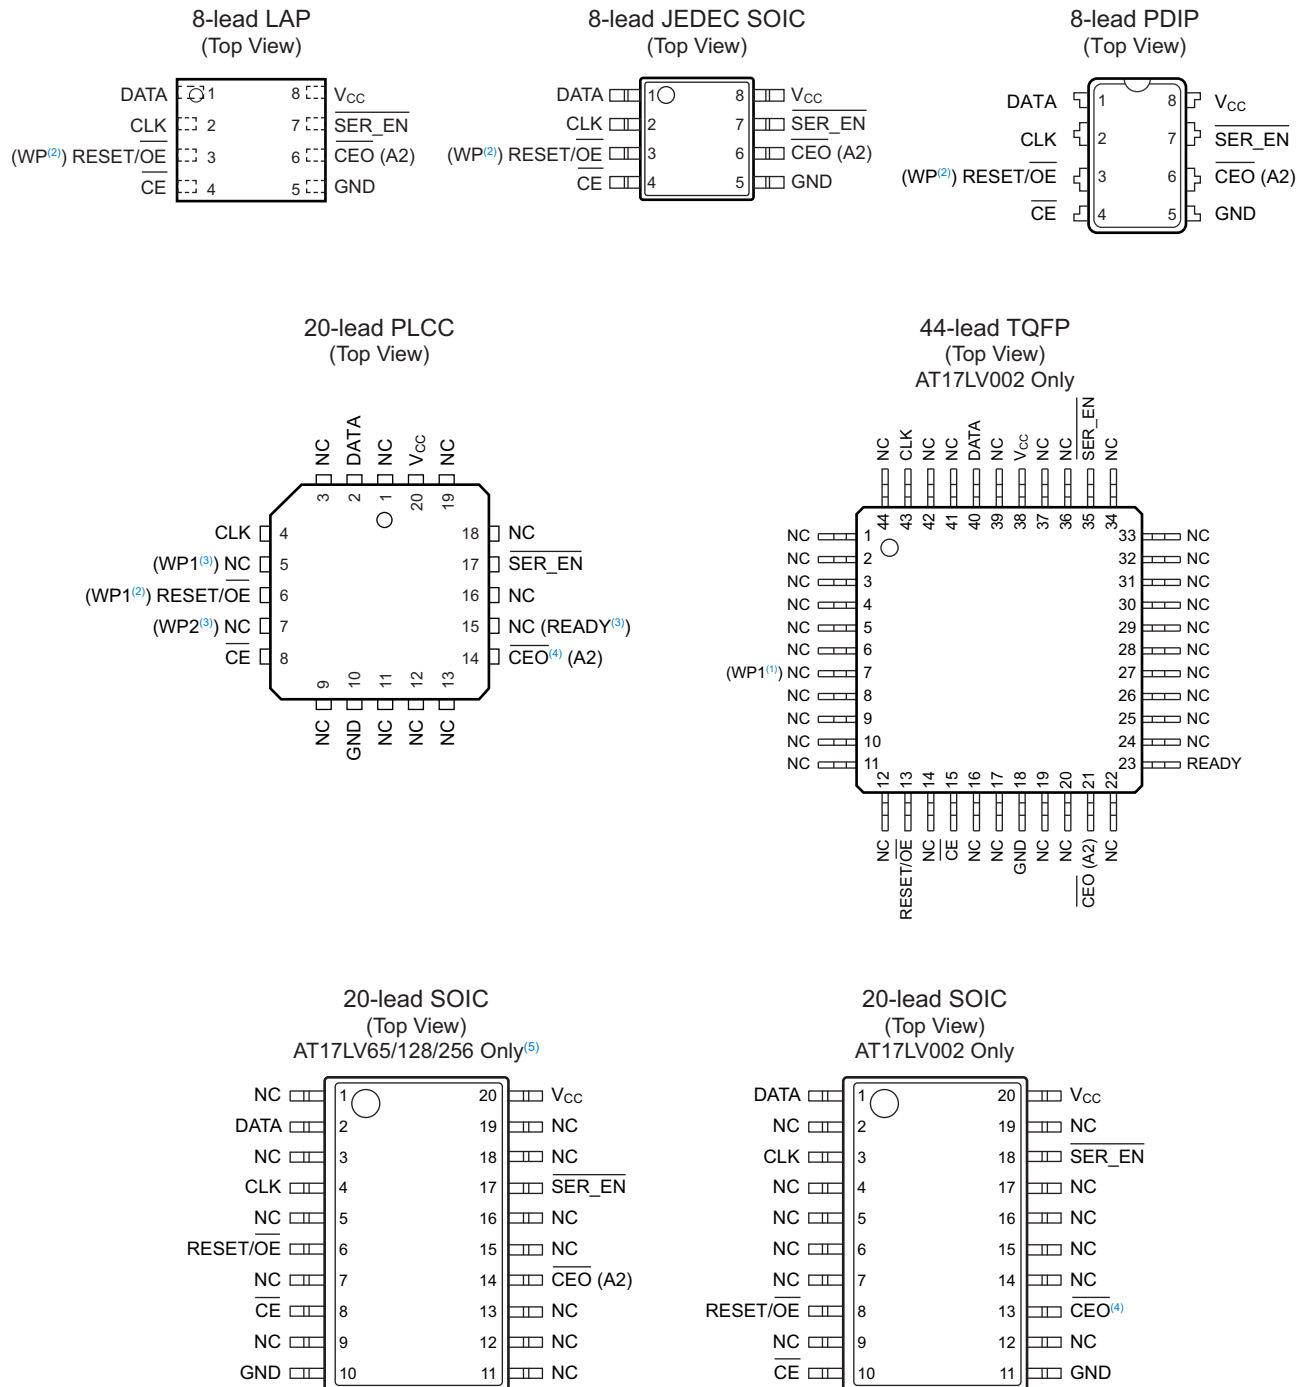 8-lead LAP
(Top View)
DATA 1 8 VCC
CLK 2 7 SER_EN
(WP(2)) RESET/OE 3 6 CEO (A2)
CE 4 5 GND
8-lead JEDEC SOIC
(Top View)
DATA 1 8 VCC
CLK 2 7 SER_EN
(WP(2)) RESET/OE 3 6 CEO (A2)
CE 4 5 GND
8-lead PDIP
(Top View)
DATA 1 8 VCC
CLK 2 7 SER_EN
(WP(2)) RESET/OE 3 6 CEO (A2)
CE 4 5 GND
20-lead PLCC
(Top View)
NC DATA NC VCC NC
3 2 1 20 19
CLK 4 18 NC
(WP1(3)) NC 5 17 SER_EN
(WP1(2)) RESET/OE 6 16 NC
(WP2(3)) NC 7 15 NC (READY(3))
CE 8 14 CEO(4) (A2)
9 10 11 12 13
NC GND NC NC NC
44-lead TQFP
(Top View)
AT17LV002 Only
NC CLK NC NC DATA NC VCC NC NC SER_EN NC
44 43 42 41 40 39 38 37 36 35 34
NC 1 33 NC
NC 2 32 NC
NC 3 31 NC
NC 4 30 NC
NC 5 29 NC
NC 6 28 NC
(WP1(1)) NC 7 27 NC
NC 8 26 NC
NC 9 25 NC
NC 10 24 NC
NC 11 23 READY
12 13 14 15 16 17 18 19 20 21 22
NC RESET/OE NC CE NC NC GND NC NC CEO (A2) NC
20-lead SOIC
(Top View)
AT17LV65/128/256 Only(5)
NC 1 20 VCC
DATA 2 19 NC
NC 3 18 NC
CLK 4 17 SER_EN
NC 5 16 NC
RESET/OE 6 15 NC
NC 7 14 CEO (A2)
CE 8 13 NC
NC 9 12 NC
GND 10 11 NC
20-lead SOIC
(Top View)
AT17LV002 Only
DATA 1 20 VCC
NC 2 19 NC
CLK 3 18 SER_EN
NC 4 17 NC
NC 5 16 NC
NC 6 15 NC
NC 7 14 NC
RESET/OE 8 13 CEO(4)
NC 9 12 NC
CE 10 11 GND